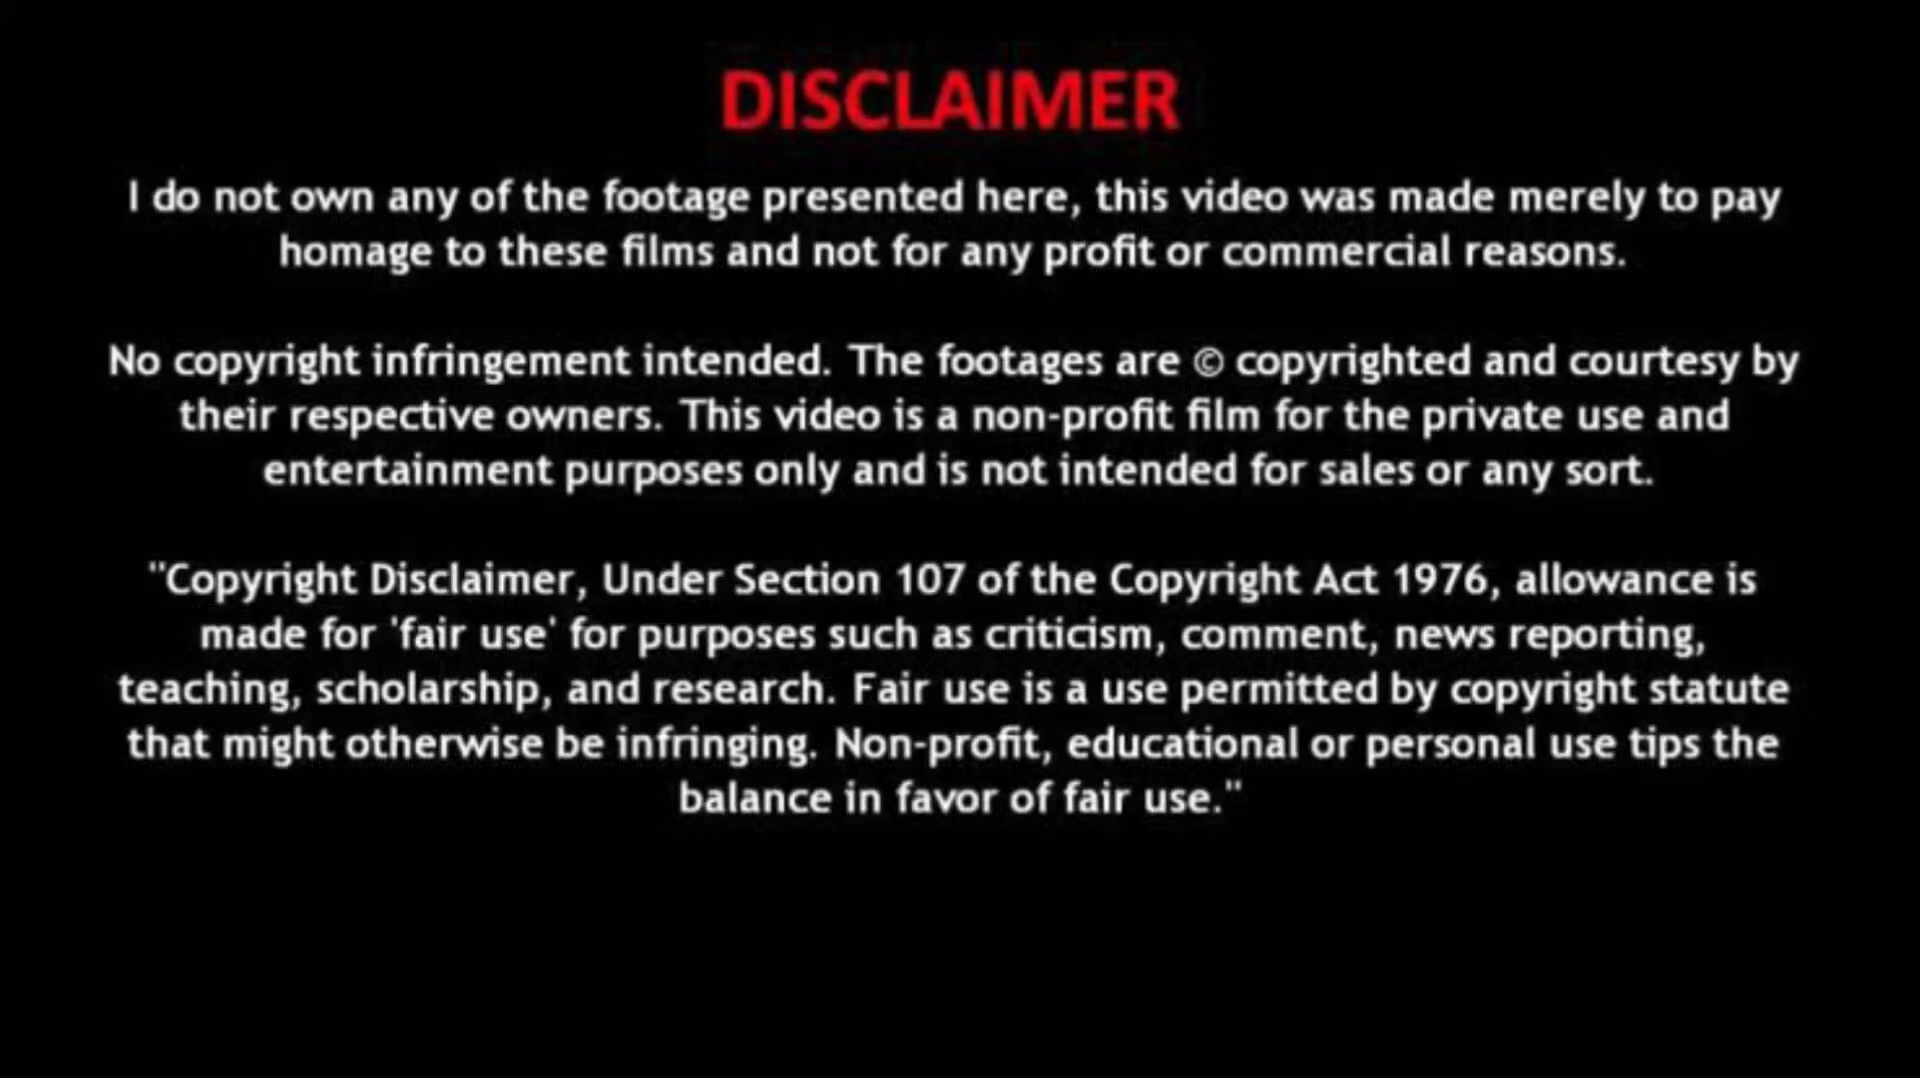 DISCLAIMER
I do not own any of the footage presented here, this video was made merely to pay
homage to these films and not for any profit or commercial reasons.
No copyright infringement intended. The footages are © copyrighted and courtesy by
their respective owners. This video is a non-profit film for the private use and
entertainment purposes only and is not intended for sales or any sort.
"Copyright Disclaimer, Under Section 107 of the Copyright Act 1976, allowance is
made for 'fair use' for purposes such as criticism, comment, news reporting,
teaching, scholarship, and research. Fair use is a use permitted by copyright statute
that might otherwise be infringing. Non-profit, educational or personal use tips the
balance in favor of fair use."